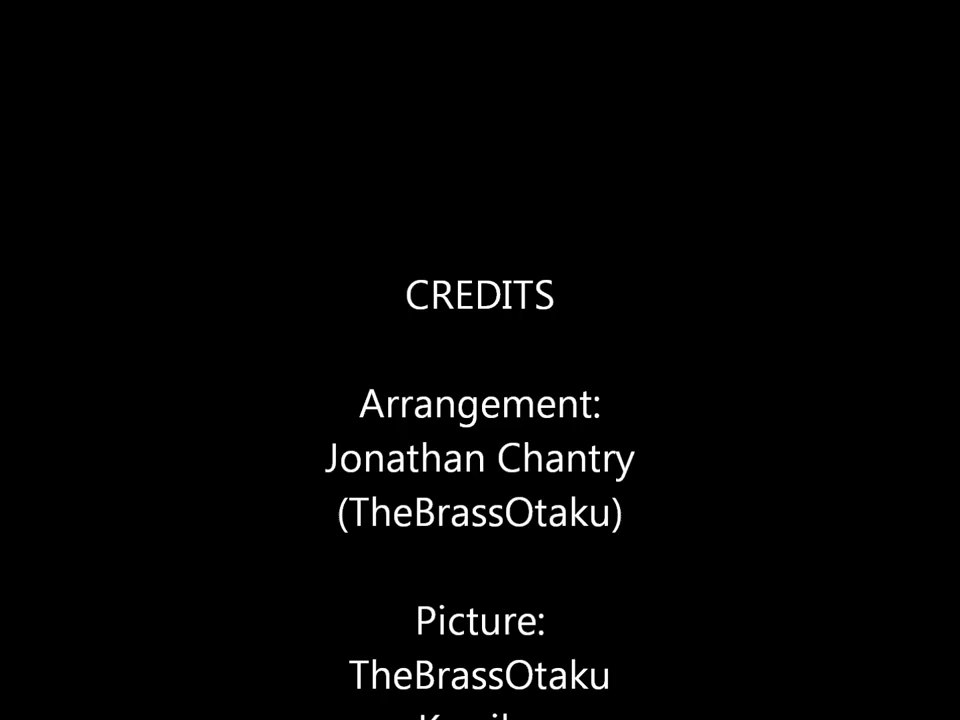 CREDITS
Arrangement:
Jonathan Chantry
(TheBrassOtaku)
Picture:
TheBrassOtaku